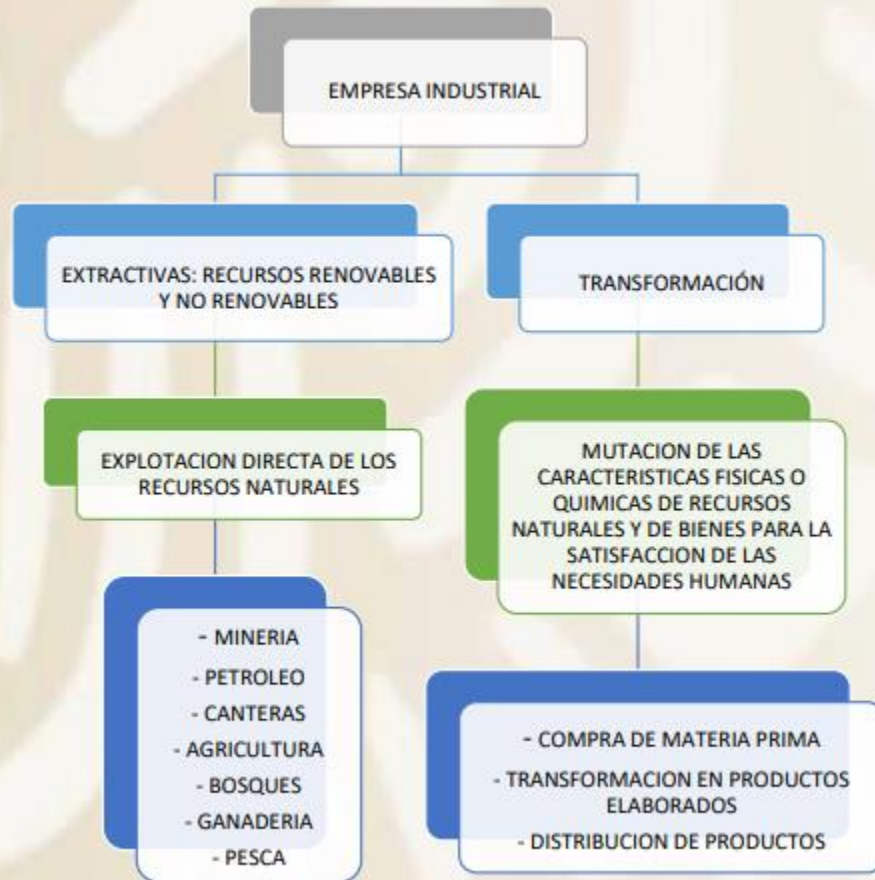 EMPRESA INDUSTRIAL
EXTRACTIVAS: RECURSOS RENOVABLES
Y NO RENOVABLES
TRANSFORMACIÓN
EXPLOTACION DIRECTA DE LOS
RECURSOS NATURALES
MUTACION DE LAS
CARACTERISTICAS FISICAS O
QUIMICAS DE RECURSOS
NATURALES Y DE BIENES PARA LA
SATISFACCION DE LAS
NECESIDADES HUMANAS
- MINERIA
- PETROLEO
- CANTERAS
- AGRICULTURA
- BOSQUES
- GANADERIA
- PESCA
- COMPRA DE MATERIA PRIMA
- TRANSFORMACION EN PRODUCTOS
ELABORADOS
- DISTRIBUCION DE PRODUCTOS